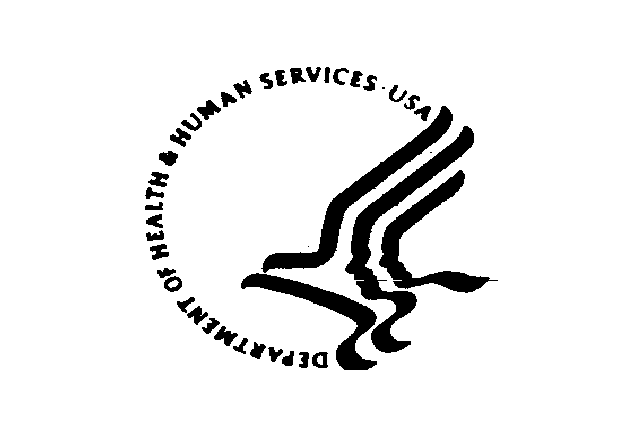 DEPARTMENT OF HEALTH & HUMAN SERVICES · USA